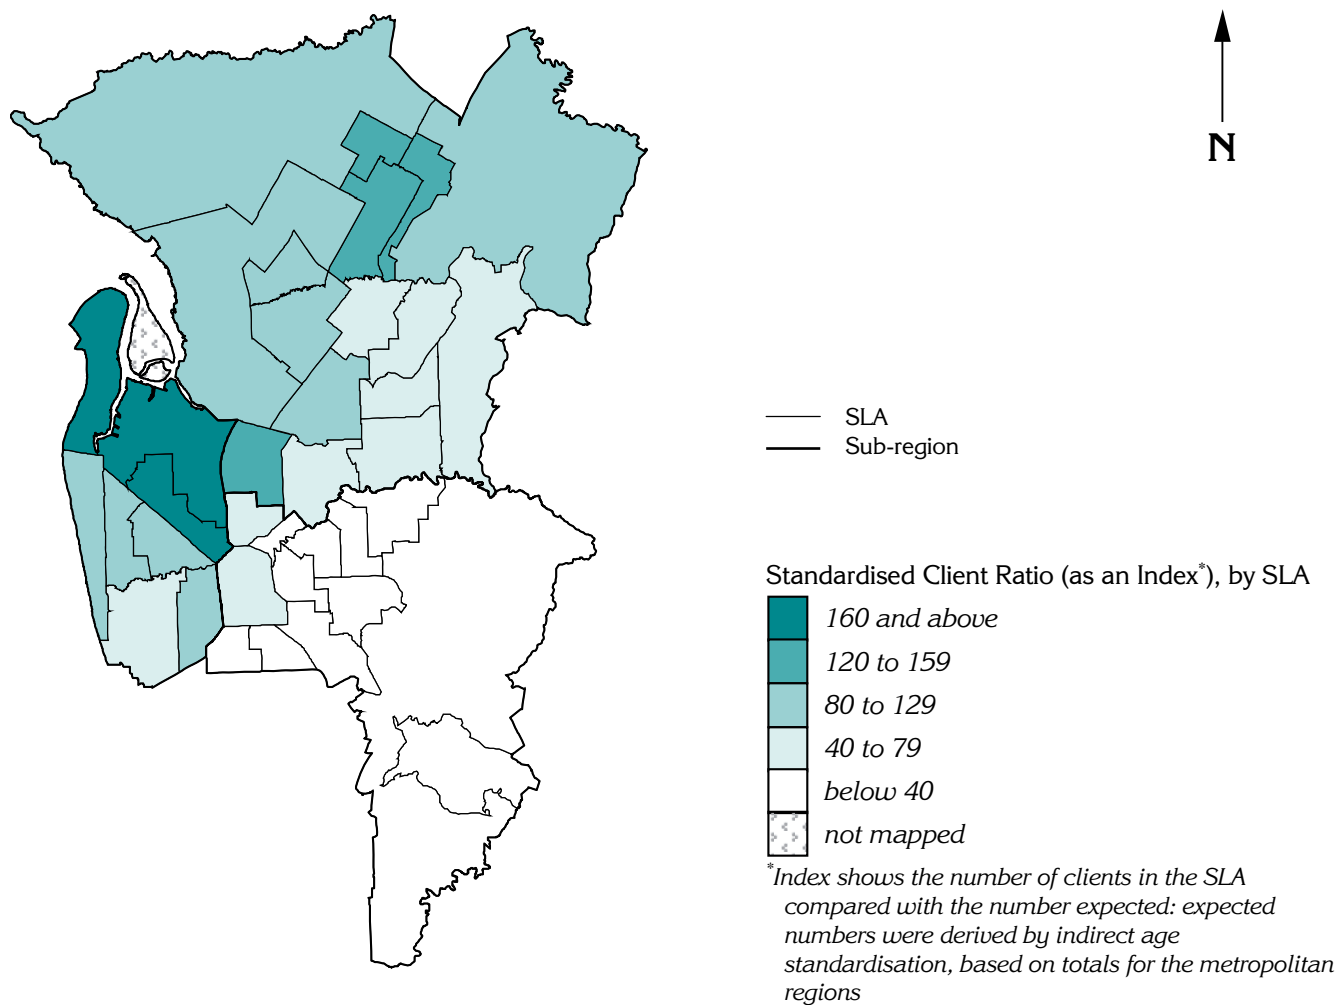 N
SLA
Sub-region
Standardised Client Ratio (as an Index*), by SLA
160 and above
120 to 159
80 to 129
40 to 79
below 40
not mapped
*Index shows the number of clients in the SLA
compared with the number expected: expected
numbers were derived by indirect age
standardisation, based on totals for the metropolitan
regions